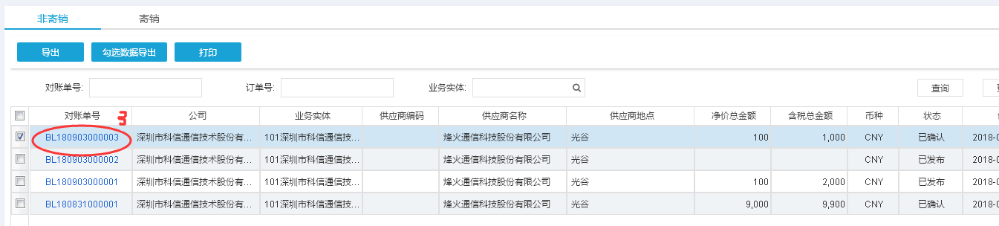 非寄销 寄销
导出 勾选数据导出 打印
对账单号: 订单号: 业务实体: 查询
对账单号 3 公司 业务实体 供应商编码 供应商名称 供应商地点 净价总金额 含税总金额 币种 状态
BL180903000003 深圳市科信通信技术股份有... 101深圳市科信通信技... 烽火通信科技股份有限公司 光谷 100 1,000 CNY 已确认 2018-0
BL180903000002 深圳市科信通信技术股份有... 101深圳市科信通信技... 烽火通信科技股份有限公司 光谷 CNY 已发布 2018-0
BL180903000001 深圳市科信通信技术股份有... 101深圳市科信通信技... 烽火通信科技股份有限公司 光谷 100 2,000 CNY 已发布 2018-0
BL180831000001 深圳市科信通信技术股份有... 101深圳市科信通信技... 烽火通信科技股份有限公司 光谷 9,000 9,900 CNY 已确认 2018-0